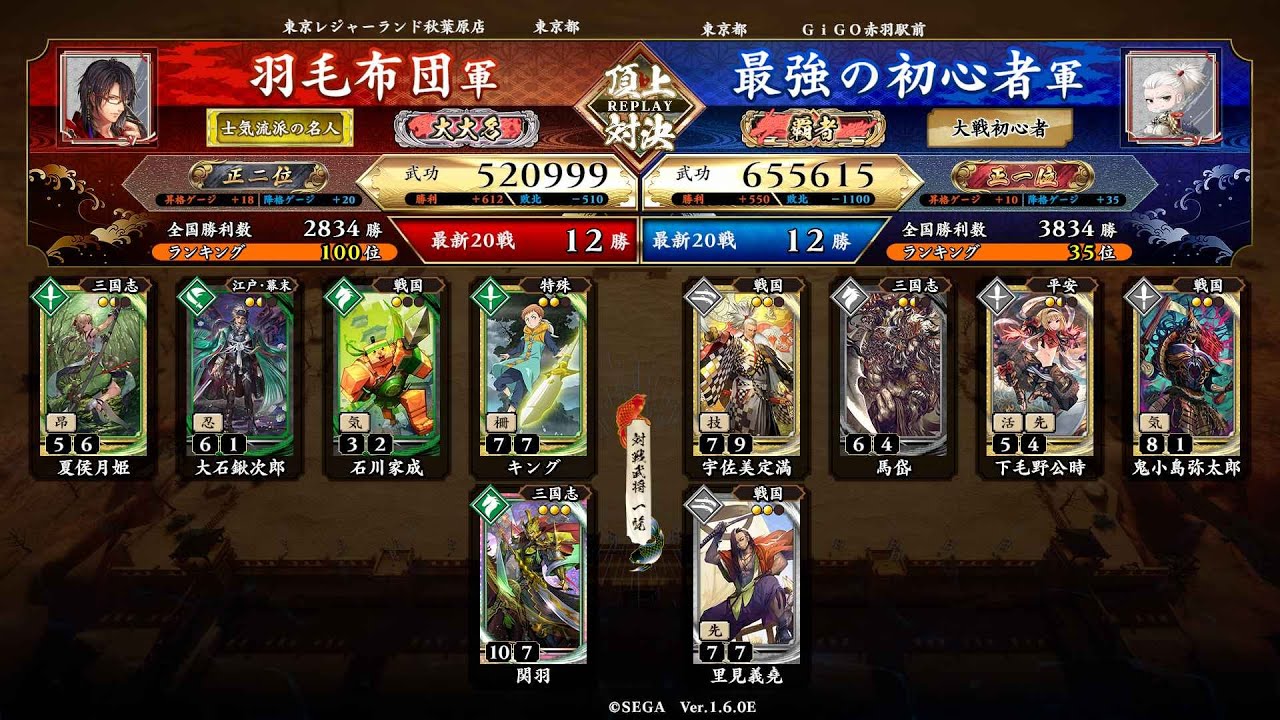 東京レジャーランド秋葉原店 東京都
東京都 GiGO赤羽駅前
羽毛布団軍
頂上
REPLAY
対決
最強の初心者軍
士気流派の名人
大大名
覇者
大戦初心者
正二位
武功 520999
武功 655615
正一位
昇格ゲージ +18 降格ゲージ +20
勝利 +612 敗北 -510
勝利 +550 敗北 -1100
昇格ゲージ +10 降格ゲージ +35
全国勝利数 2834勝
最新20戦 12勝
最新20戦 12勝
全国勝利数 3834勝
ランキング 100位
ランキング 35位
三国志
江戸・幕末
戦国
特殊
戦国
三国志
平安
戦国
昴
忍
気
柵
技
活 先
気
5 6
6 1
3 2
7 7
7 9
6 4
5 4
8 1
夏侯月姫
大石鍬次郎
石川家成
キング
宇佐美定満
馬岱
下毛野公時
鬼小島弥太郎
対戦武将一覧
三国志
戦国
先
10 7
7 7
関羽
里見義堯
©SEGA Ver.1.6.0E